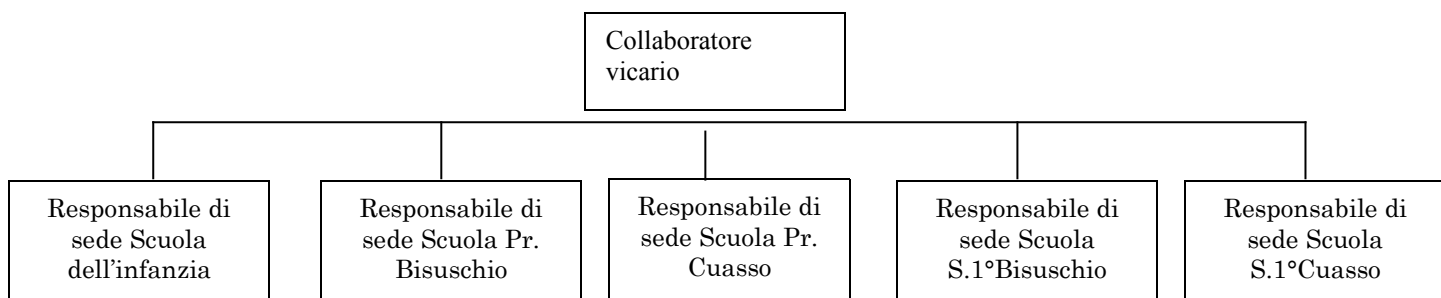 Collaboratore
vicario
Responsabile di
sede Scuola
dell'infanzia
Responsabile di
sede Scuola Pr.
Bisuschio
Responsabile di
sede Scuola Pr.
Cuasso
Responsabile di
sede Scuola
S.1°Bisuschio
Responsabile di
sede Scuola
S.1°Cuasso